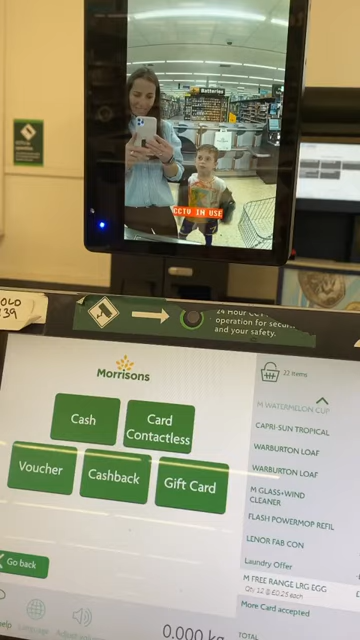 Batteries
CCTV IN USE
24 Hour
operation for secur
and your safety.
Morrisons
22 items
M WATERMELON CUP
CAPRI-SUN TROPICAL
WARBURTON LOAF
WARBURTON LOAF
M GLASS+WIND
CLEANER
FLASH POWERMOP REFIL
LENOR FAB CON
Laundry Offer
M FREE RANGE LRG EGG
Qty 12 @ £0.25 each
More Card accepted
TOTAL
Cash
Card
Contactless
Voucher
Cashback
Gift Card
Go back
0.000 kg